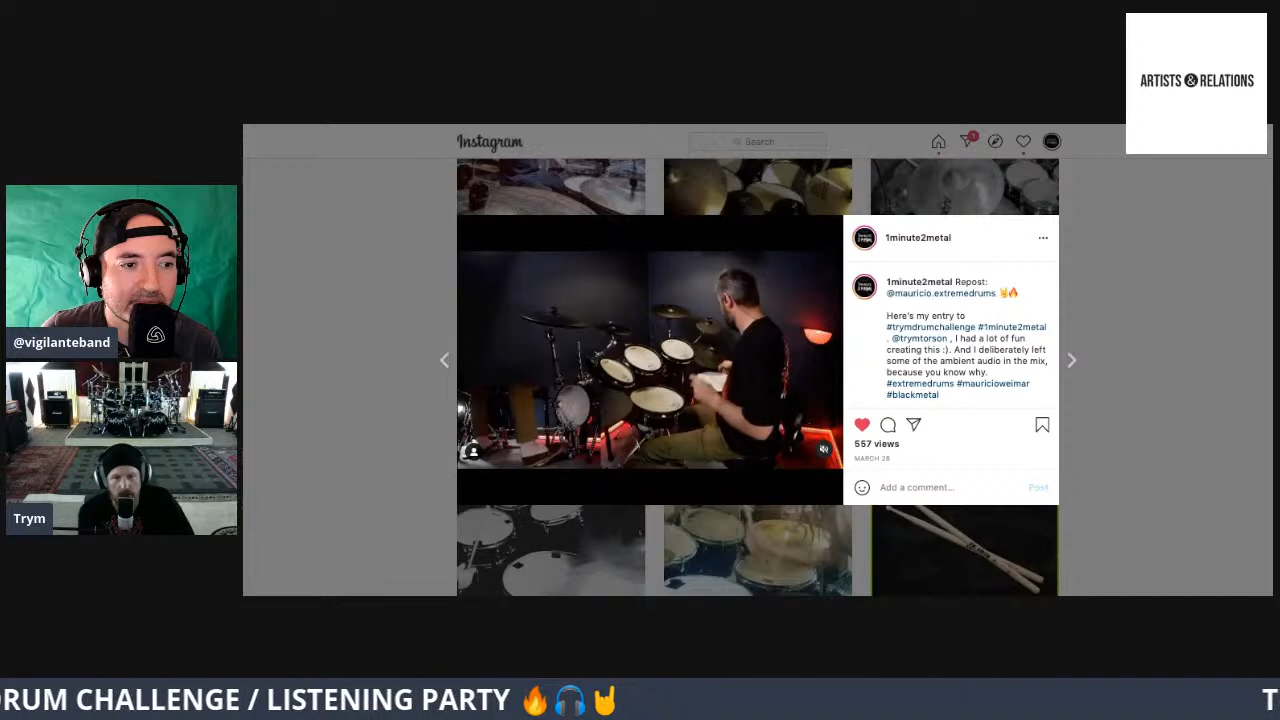 ARTISTS & RELATIONS
Instagram
Search
1
1minute2metal
1minute2metal Repost:
@mauricio.extremedrums 🤘🔥
Here's my entry to
#trymdrumchallenge #1minute2metal
. @trymtorson , I had a lot of fun
creating this :). And I deliberately left
some of the ambient audio in the mix,
because you know why.
#extremedrums #mauricioweimar
#blackmetal
557 views
MARCH 28
Add a comment...
Post
@vigilanteband
Trym
DRUM CHALLENGE / LISTENING PARTY 🔥🎧🤘
T